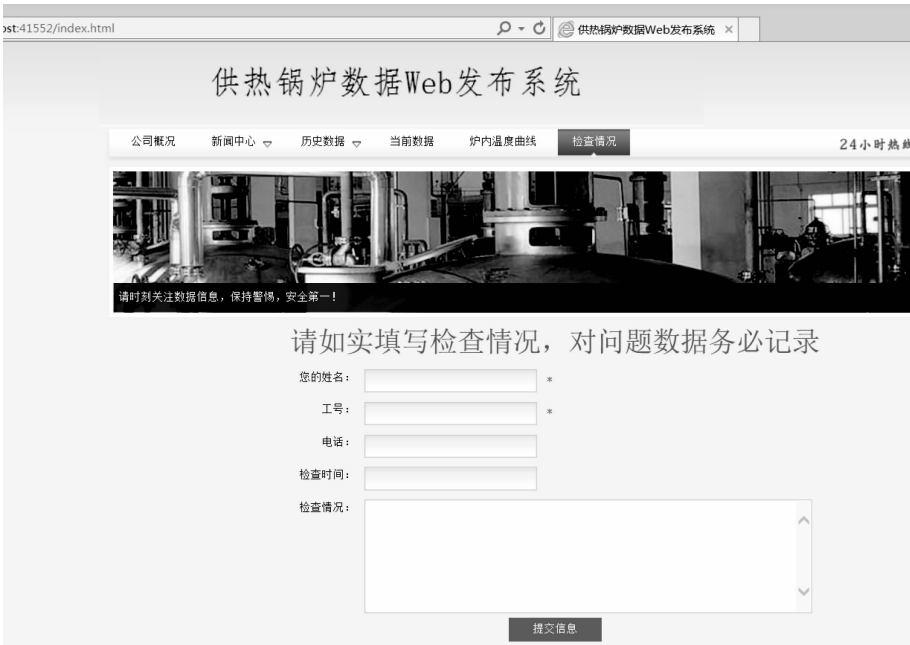 ost:41552/index.html
供热锅炉数据Web发布系统 ×
供热锅炉数据Web发布系统
公司概况 新闻中心 历史数据 当前数据 炉内温度曲线 检查情况
24小时热线
请时刻关注数据信息，保持警惕，安全第一！
请如实填写检查情况，对问题数据务必记录
您的姓名： *
工号： *
电话：
检查时间：
检查情况：
提交信息